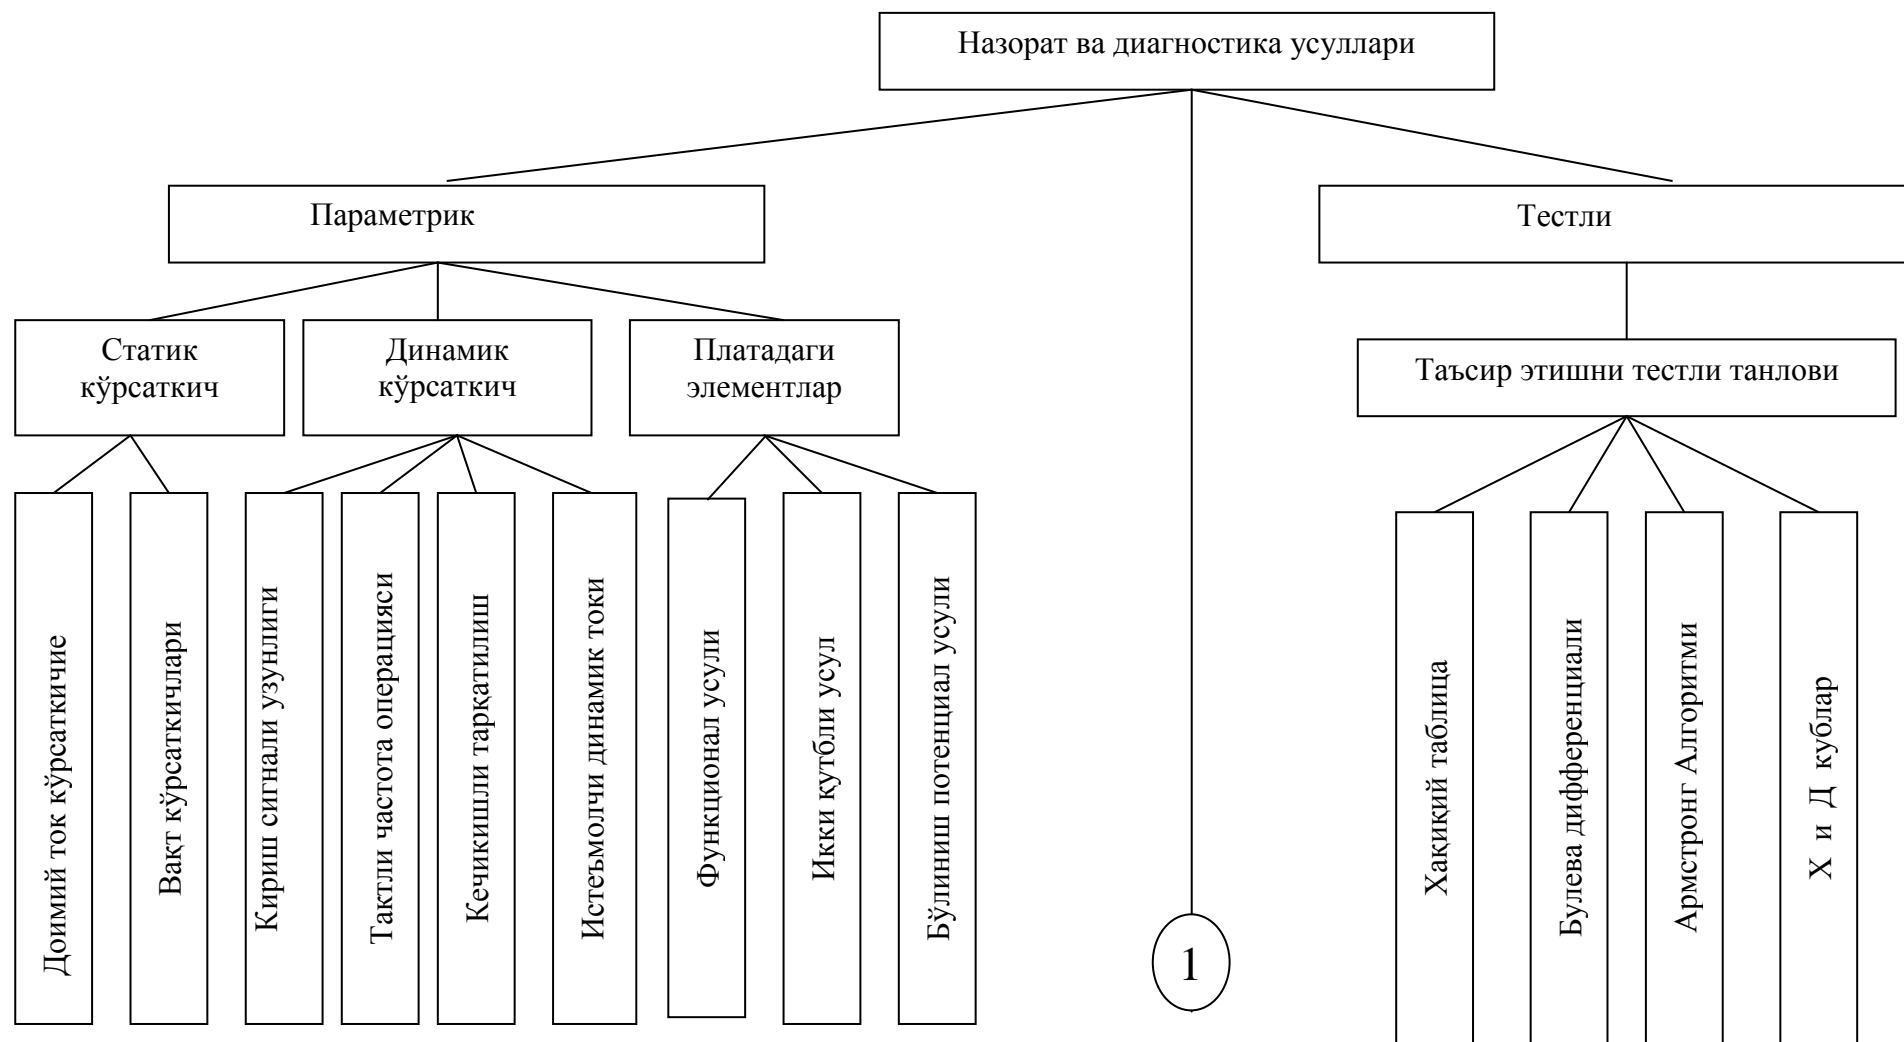 Назорат ва диагностика усуллари
Параметрик
Тестли
Статик
кўрсаткич
Динамик
кўрсаткич
Платадаги
элементлар
Таъсир этишни тестли танлови
Доимий ток кўрсаткичие
Вақт кўрсаткичлари
Кириш сигнали узунлиги
Тактли частота операцияси
Кечикишли тарқатилиш
Истеъмолчи динамик токи
Функционал усули
Икки қутбли усул
Бўлиниш потенциал усули
Хақиқий таблица
Булева дифференциали
Армстронг Алгоритми
Х и Д кублар
1